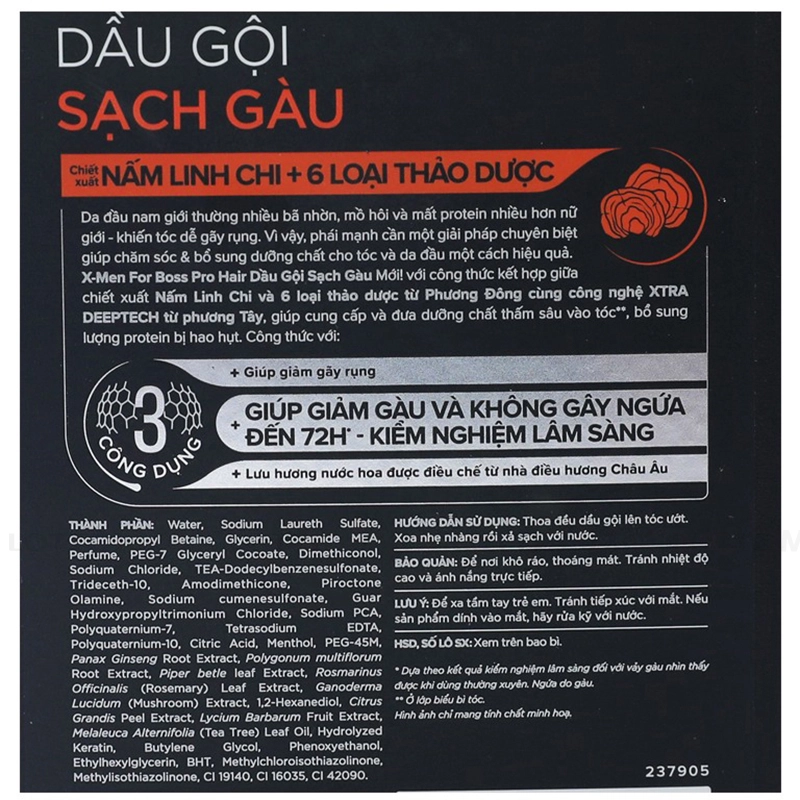 DẦU GỘI
SẠCH GÀU
Chiết xuất NẤM LINH CHI + 6 LOẠI THẢO DƯỢC
Da đầu nam giới thường nhiều bã nhờn, mồ hôi và mất protein nhiều hơn nữ
giới - khiến tóc dễ gãy rụng. Vì vậy, phái mạnh cần một giải pháp chuyên biệt
giúp chăm sóc & bổ sung dưỡng chất cho tóc và da đầu một cách hiệu quả.
X-Men For Boss Pro Hair Dầu Gội Sạch Gàu Mới! với công thức kết hợp giữa
chiết xuất Nấm Linh Chi và 6 loại thảo dược từ Phương Đông cùng công nghệ XTRA
DEEPTECH từ phương Tây, giúp cung cấp và đưa dưỡng chất thấm sâu vào tóc**, bổ sung
lượng protein bị hao hụt. Công thức với:
3
CÔNG DỤNG
+ Giúp giảm gãy rụng
+ GIÚP GIẢM GÀU VÀ KHÔNG GÂY NGỨA
ĐẾN 72H* - KIỂM NGHIỆM LÂM SÀNG
+ Lưu hương nước hoa được điều chế từ nhà điều hương Châu Âu
THÀNH PHẦN: Water, Sodium Laureth Sulfate,
Cocamidopropyl Betaine, Glycerin, Cocamide MEA,
Perfume, PEG-7 Glyceryl Cocoate, Dimethiconol,
Sodium Chloride, TEA-Dodecylbenzenesulfonate,
Trideceth-10, Amodimethicone, Piroctone
Olamine, Sodium cumenesulfonate, Guar
Hydroxypropyltrimonium Chloride, Sodium PCA,
Polyquaternium-7, Tetrasodium EDTA,
Polyquaternium-10, Citric Acid, Menthol, PEG-45M,
Panax Ginseng Root Extract, Polygonum multiflorum
Root Extract, Piper betle leaf Extract, Rosmarinus
Officinalis (Rosemary) Leaf Extract, Ganoderma
Lucidum (Mushroom) Extract, 1,2-Hexanediol, Citrus
Grandis Peel Extract, Lycium Barbarum Fruit Extract,
Melaleuca Alternifolia (Tea Tree) Leaf Oil, Hydrolyzed
Keratin, Butylene Glycol, Phenoxyethanol,
Ethylhexylglycerin, BHT, Methylchloroisothiazolinone,
Methylisothiazolinone, CI 19140, CI 16035, CI 42090.
HƯỚNG DẪN SỬ DỤNG: Thoa đều dầu gội lên tóc ướt.
Xoa nhẹ nhàng rồi xả sạch với nước.
BẢO QUẢN: Để nơi khô ráo, thoáng mát. Tránh nhiệt độ
cao và ánh nắng trực tiếp.
LƯU Ý: Để xa tầm tay trẻ em. Tránh tiếp xúc với mắt. Nếu
sản phẩm dính vào mắt, hãy rửa kỹ với nước.
HSD, SỐ LÔ SX: Xem trên bao bì.
* Dựa theo kết quả kiểm nghiệm lâm sàng đối với vảy gàu nhìn thấy
được khi dùng thường xuyên. Ngứa do gàu.
** Ở lớp biểu bì tóc.
Hình ảnh chỉ mang tính chất minh hoạ.
237905